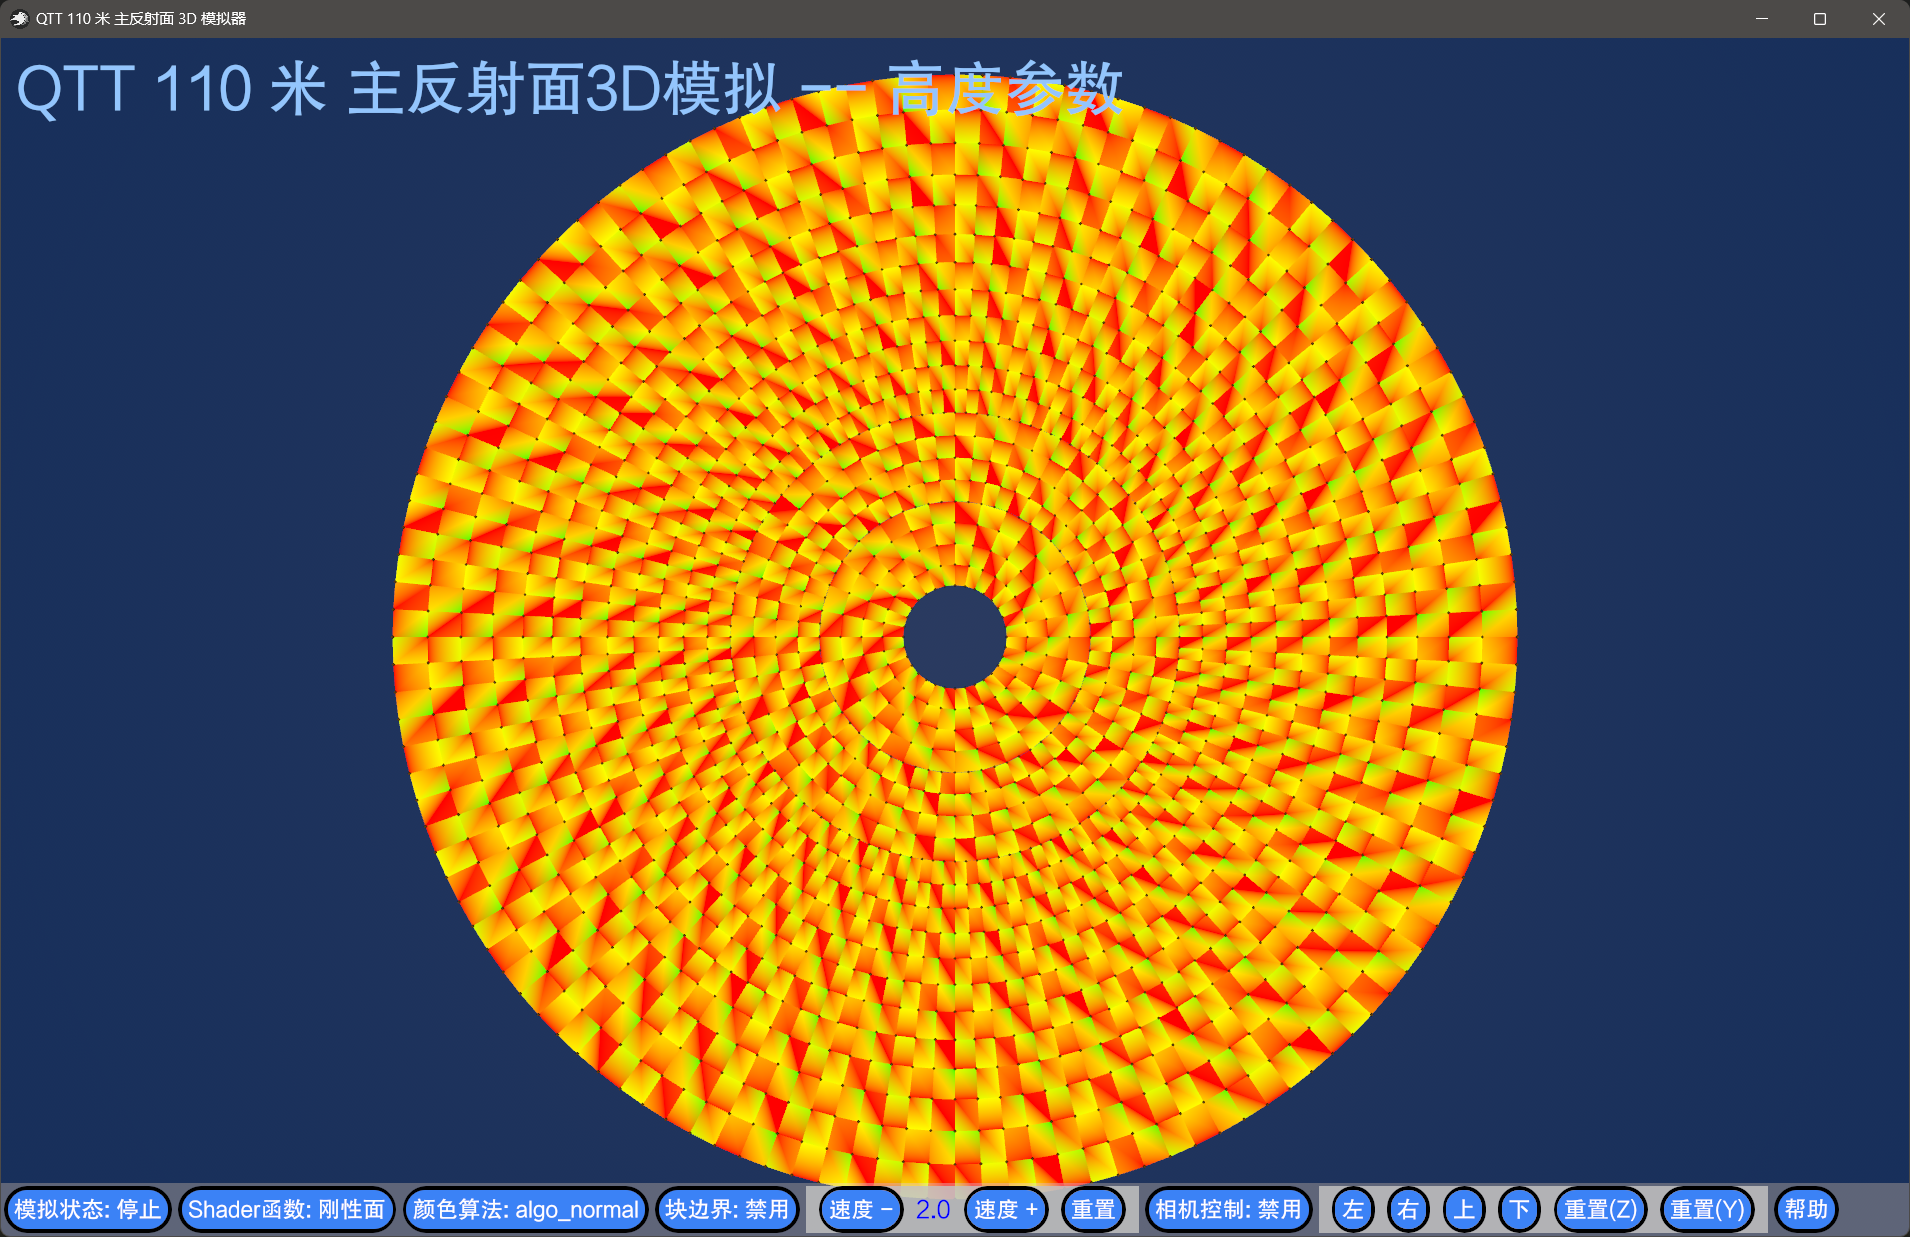 QTT 110 米 主反射面 3D 模拟器
QTT 110 米 主反射面3D模拟 -- 高度参数
模拟状态: 停止 Shader函数: 刚性面 颜色算法: algo_normal 块边界: 禁用 速度 - 2.0 速度 + 重置 相机控制: 禁用 左 右 上 下 重置(Z) 重置(Y) 帮助